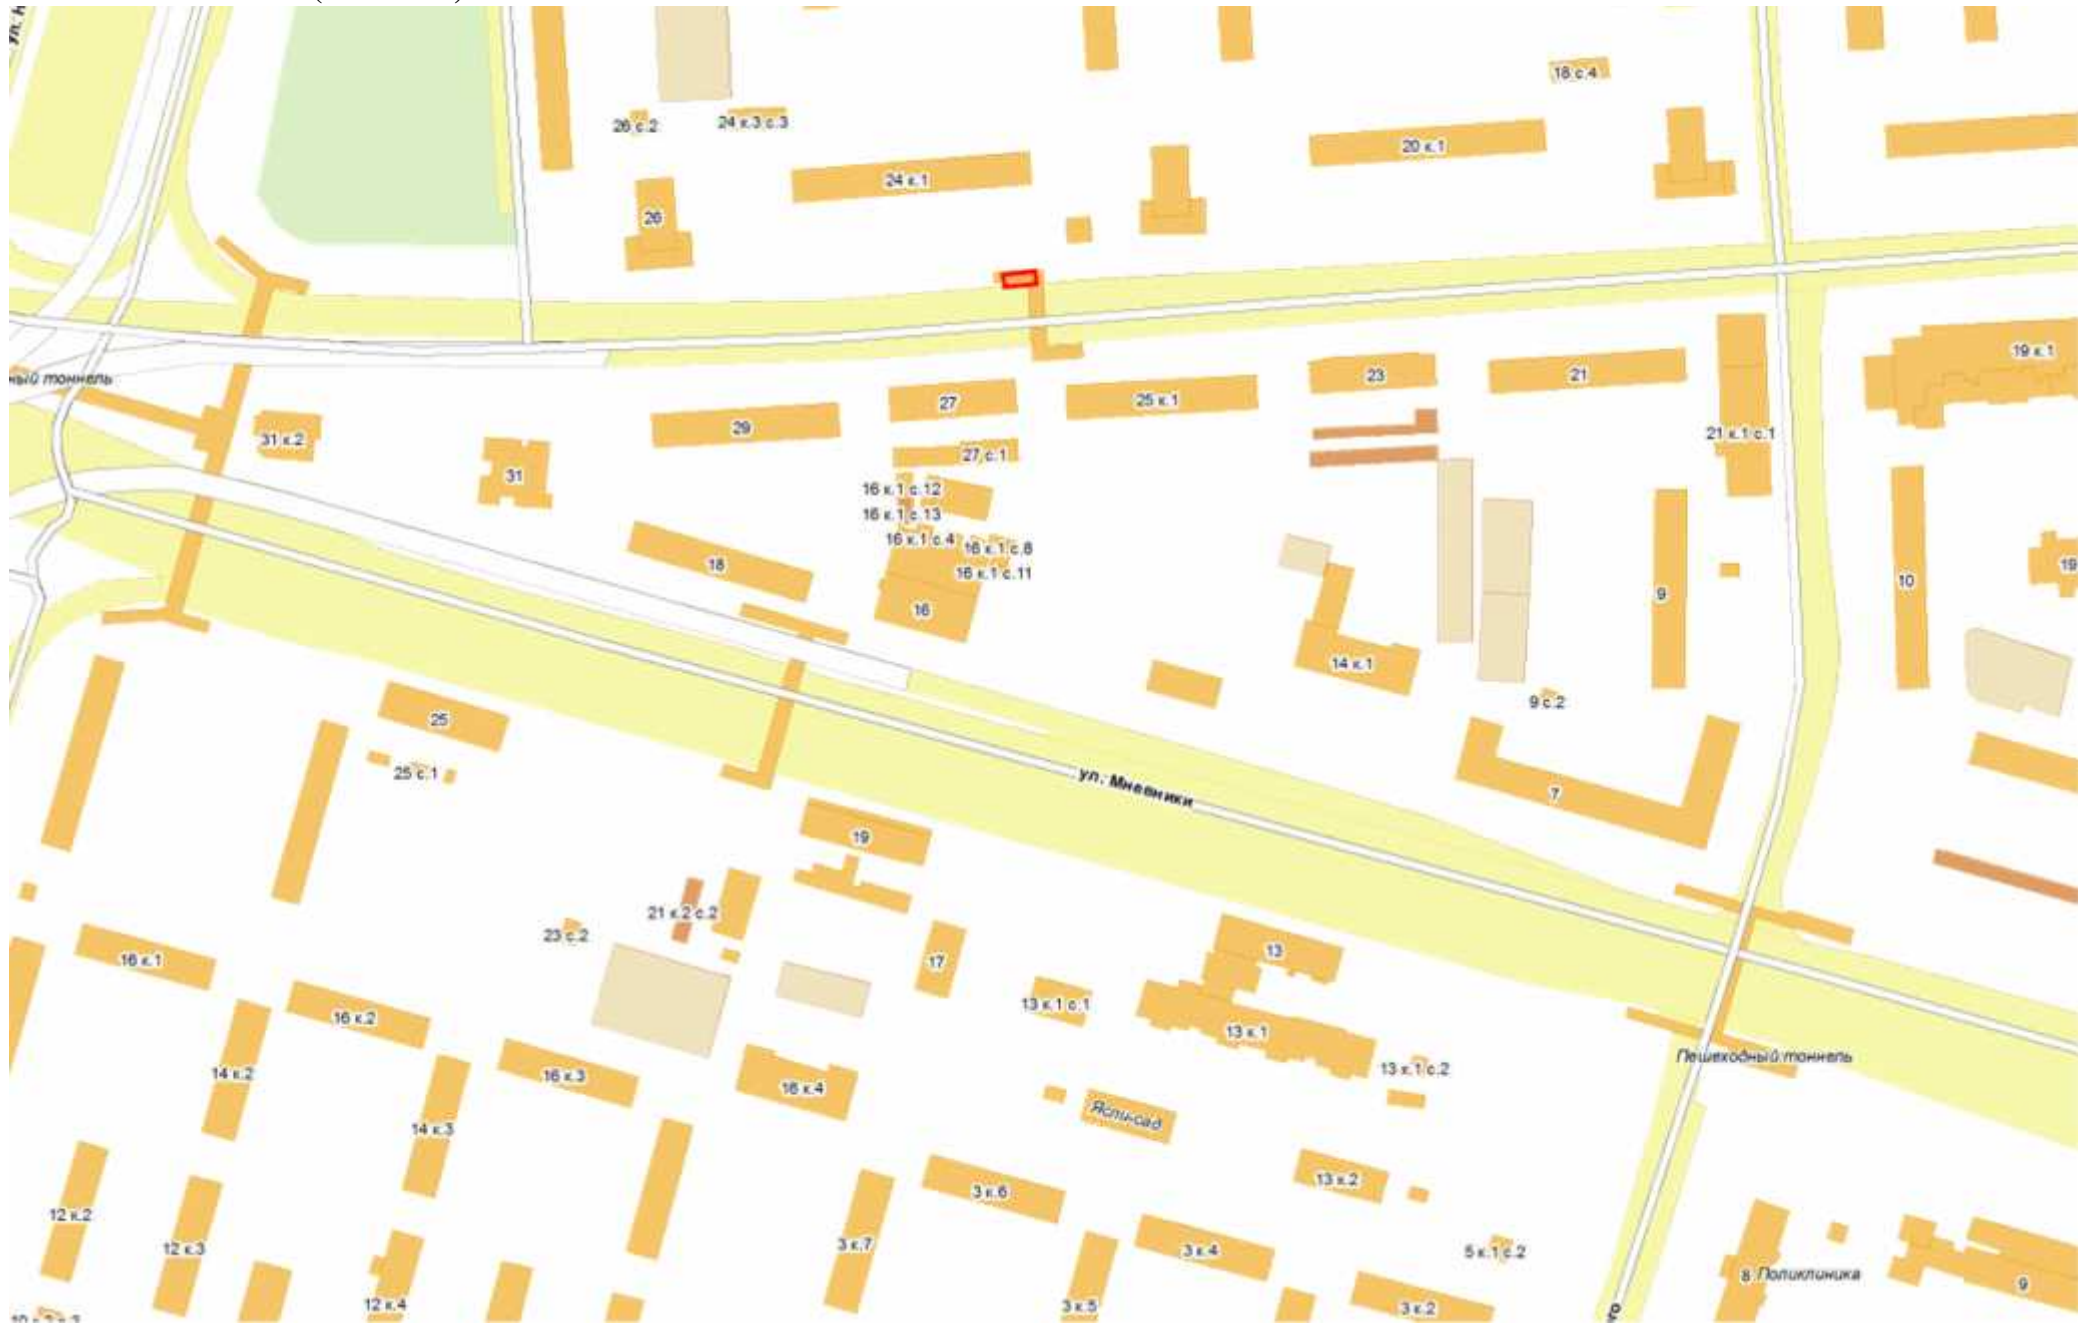 18 с.4
26 с.2
24 к.3 с.3
20 к.1
24 к.1
26
19 к.1
ный тоннель
23
21
27
25 к.1
29
31 к.2
21 к.1 с.1
27 с.1
31
16 к.1 с.12
16 к.1 с.13
16 к.1 с.4
16 к.1 с.8
16 к.1 с.11
18
19
10
9
16
14 к.1
9 с.2
25
25 с.1
ул. Мневники
7
19
21 к.2 с.2
23 с.2
17
13
16 к.1
13 к.1 с.1
16 к.2
13 к.1
Пешеходный тоннель
13 к.1 с.2
14 к.2
16 к.3
16 к.4
Ясли-сад
14 к.3
13 к.2
3 к.6
12 к.2
12 к.3
3 к.7
3 к.4
5 к.1 с.2
8 Поликлиника
9
12 к.4
3 к.5
3 к.2